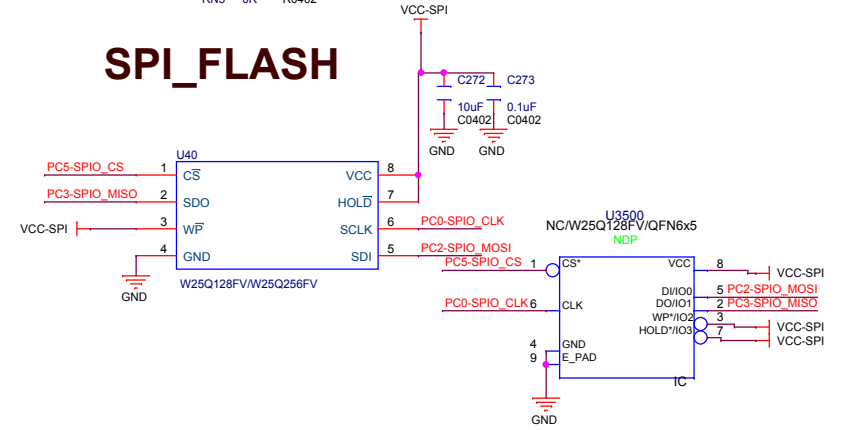 RN5 0R R0402
VCC-SPI
SPI_FLASH
C272 C273
10uF 0.1uF
C0402 C0402
GND GND
U40
PC5-SPIO_CS 1 CS VCC 8
PC3-SPIO_MISO 2 SDO HOLD 7
VCC-SPI 3 WP SCLK 6 PC0-SPIO_CLK
4 GND SDI 5 PC2-SPIO_MOSI
GND
W25Q128FV/W25Q256FV
U3500
NC/W25Q128FV/QFN6x5
NDP
PC5-SPIO_CS 1 CS* VCC 8 VCC-SPI
DI/IO0 5 PC2-SPIO_MOSI
PC0-SPIO_CLK 6 CLK DO/IO1 2 PC3-SPIO_MISO
WP*/IO2 3 VCC-SPI
HOLD*/IO3 7 VCC-SPI
4 GND
9 E_PAD
IC
GND